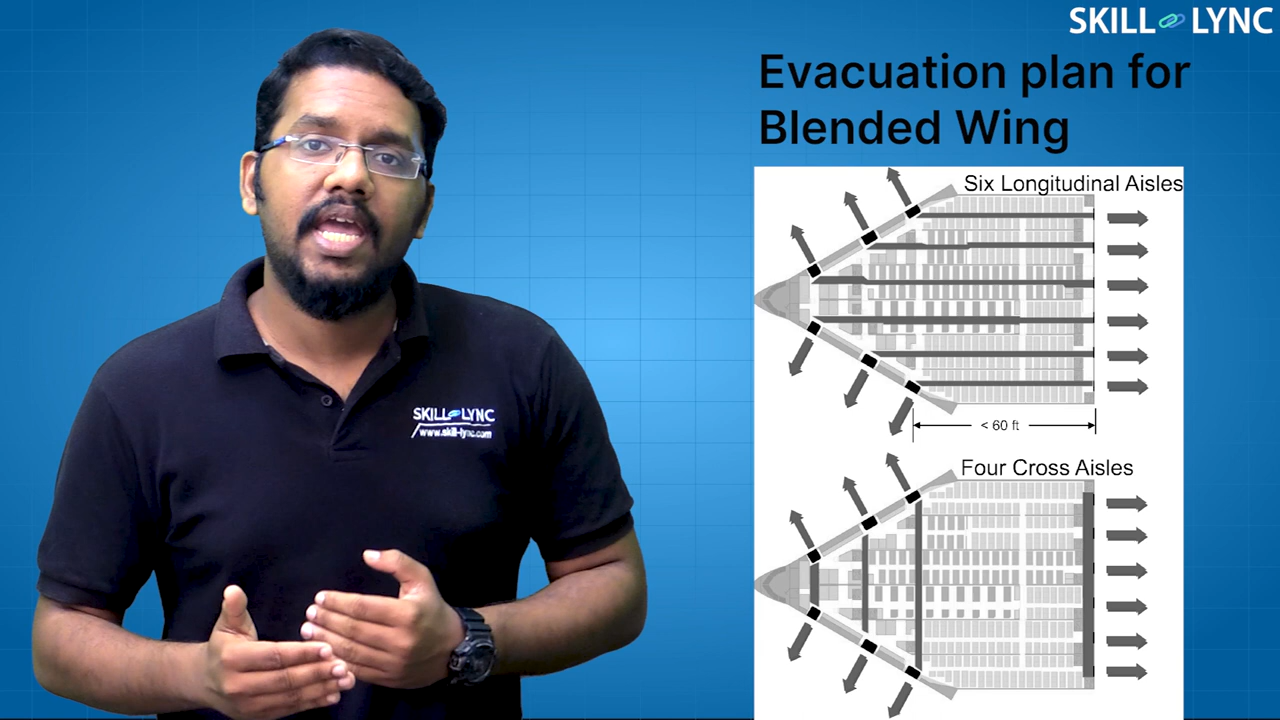 SKILL LYNC
Evacuation plan for
Blended Wing
Six Longitudinal Aisles
< 60 ft
Four Cross Aisles
SKILL LYNC
www.skill-lync.com